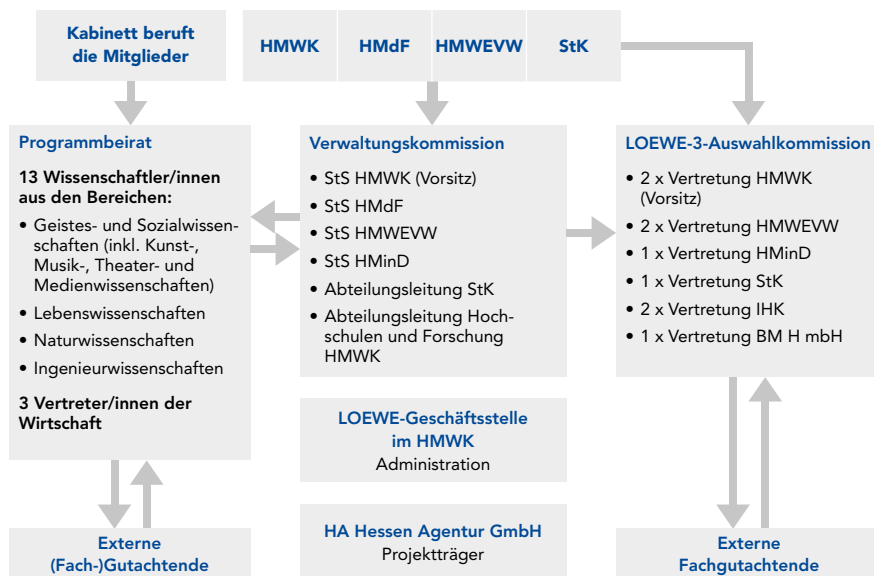 Kabinett beruft
die Mitglieder
HMWK
HMdF
HMWEVW
StK
Programmbeirat
13 Wissenschaftler/innen
aus den Bereichen:
• Geistes- und Sozialwissen-
schaften (inkl. Kunst-,
Musik-, Theater- und
Medienwissenschaften)
• Lebenswissenschaften
• Naturwissenschaften
• Ingenieurwissenschaften
3 Vertreter/innen der
Wirtschaft
Verwaltungskommission
• StS HMWK (Vorsitz)
• StS HMdF
• StS HMWEVW
• StS HMinD
• Abteilungsleitung StK
• Abteilungsleitung Hoch-
schulen und Forschung
HMWK
LOEWE-3-Auswahlkommission
• 2 x Vertretung HMWK
(Vorsitz)
• 2 x Vertretung HMWEVW
• 1 x Vertretung HMinD
• 1 x Vertretung StK
• 2 x Vertretung IHK
• 1 x Vertretung BM H mbH
LOEWE-Geschäftsstelle
im HMWK
Administration
HA Hessen Agentur GmbH
Projektträger
Externe
(Fach-)Gutachtende
Externe
Fachgutachtende